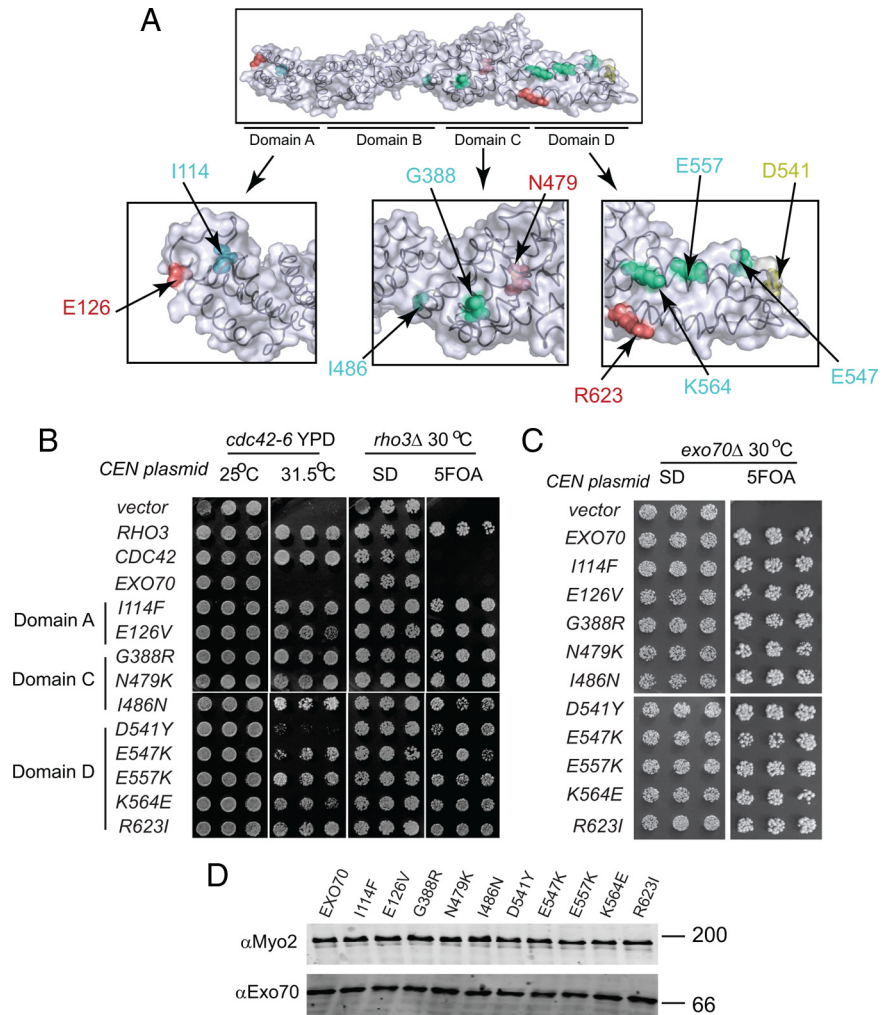 A
Domain A
Domain B
Domain C
Domain D
I114
G388
N479
E557
D541
E126
I486
R623
K564
E547
B
cdc42-6 YPD
rho3Δ 30 °C
CEN plasmid
25°C
31.5°C
SD
5FOA
vector
RHO3
CDC42
EXO70
Domain A
I114F
E126V
Domain C
G388R
N479K
I486N
Domain D
D541Y
E547K
E557K
K564E
R623I
C
exo70Δ 30 °C
CEN plasmid
SD
5FOA
vector
EXO70
I114F
E126V
G388R
N479K
I486N
D541Y
E547K
E557K
K564E
R623I
D
EXO70
I114F
E126V
G388R
N479K
I486N
D541Y
E547K
E557K
K564E
R623I
αMyo2
200
αExo70
66